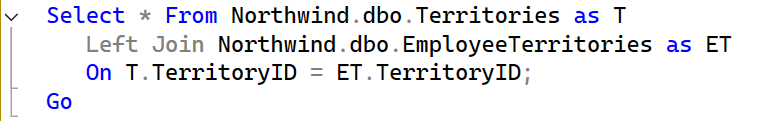 Select * From Northwind.dbo.Territories as T
Left Join Northwind.dbo.EmployeeTerritories as ET
On T.TerritoryID = ET.TerritoryID;
Go